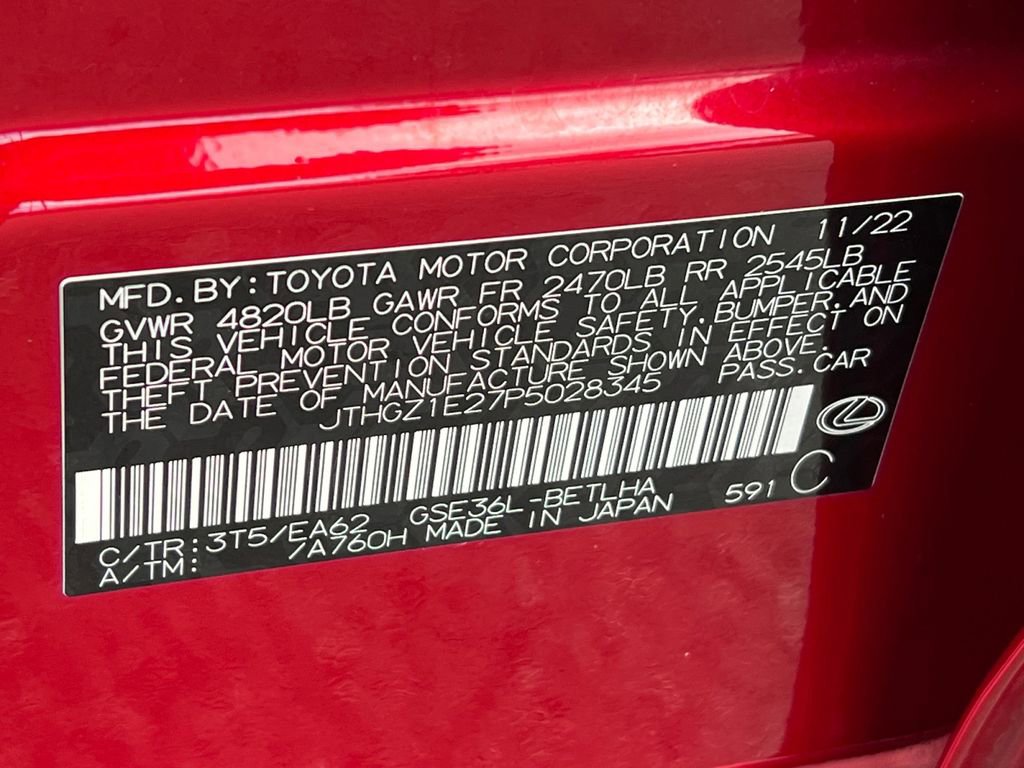 MFD.BY:TOYOTA MOTOR CORPORATION 11/22
GVWR 4820LB GAWR FR 2470LB RR 2545LB
THIS VEHICLE CONFORMS TO ALL APPLICABLE
FEDERAL MOTOR VEHICLE SAFETY,BUMPER,AND
THEFT PREVENTION STANDARDS IN EFFECT ON
THE DATE OF MANUFACTURE SHOWN ABOVE.
JTHGZ1E27P5028345 PASS.CAR
C/TR:3T5/EA62 GSE36L-BETLHA 591 C
A/TM: /A760H MADE IN JAPAN